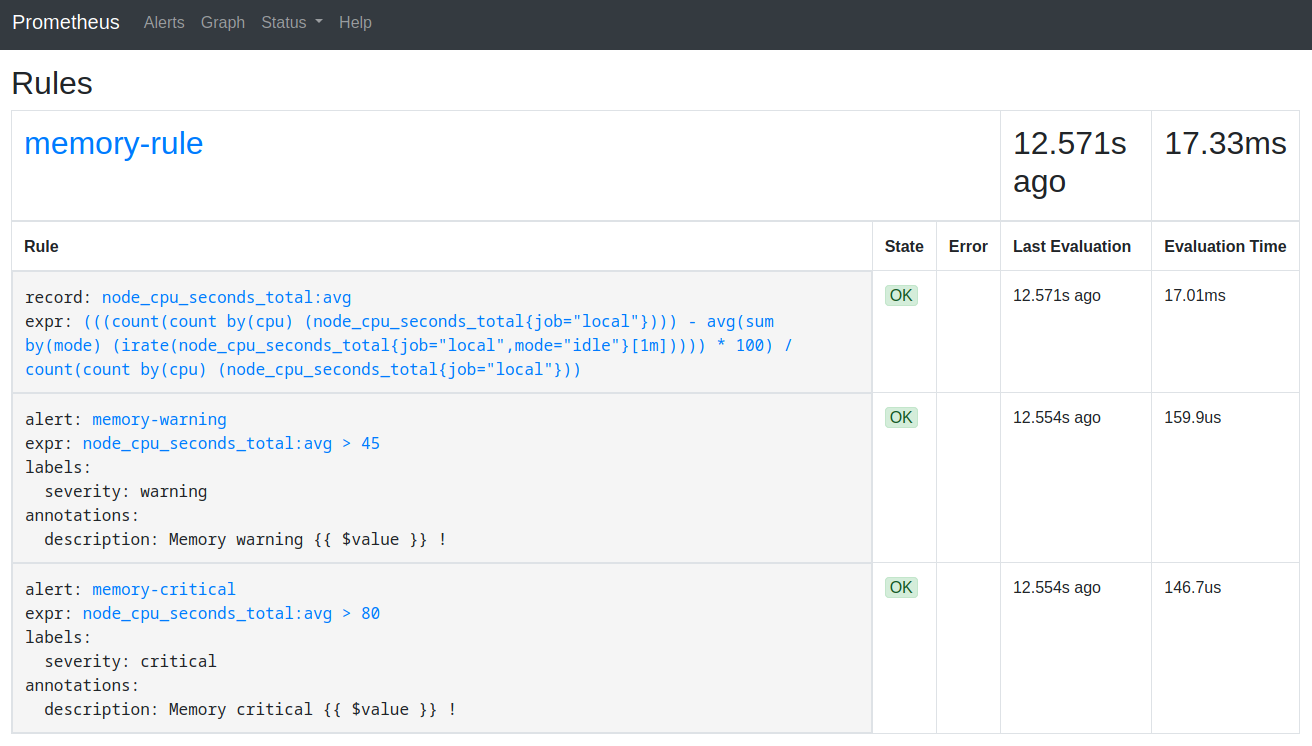 Prometheus Alerts Graph Status Help
Rules
memory-rule
12.571s
ago
17.33ms
Rule State Error Last Evaluation Evaluation Time
record: node_cpu_seconds_total:avg
expr: (((count(count by(cpu) (node_cpu_seconds_total{job="local"}))) - avg(sum
by(mode) (irate(node_cpu_seconds_total{job="local",mode="idle"}[1m])))) * 100) /
count(count by(cpu) (node_cpu_seconds_total{job="local"}))
OK 12.571s ago 17.01ms
alert: memory-warning
expr: node_cpu_seconds_total:avg > 45
labels:
  severity: warning
annotations:
  description: Memory warning {{ $value }} !
OK 12.554s ago 159.9us
alert: memory-critical
expr: node_cpu_seconds_total:avg > 80
labels:
  severity: critical
annotations:
  description: Memory critical {{ $value }} !
OK 12.554s ago 146.7us